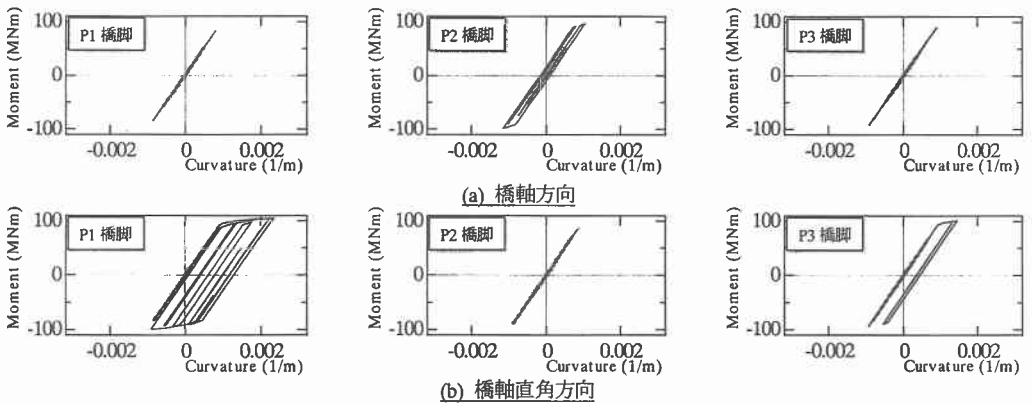 P1 橋脚
P2 橋脚
P3 橋脚
Moment (MNm)
100
0
-100
-0.002
0
0.002
Curvature (1/m)
Moment (MNm)
100
0
-100
-0.002
0
0.002
Curvature (1/m)
Moment (MNm)
100
0
-100
-0.002
0
0.002
Curvature (1/m)
(a) 橋軸方向
P1 橋脚
P2 橋脚
P3 橋脚
Moment (MNm)
100
0
-100
-0.002
0
0.002
Curvature (1/m)
Moment (MNm)
100
0
-100
-0.002
0
0.002
Curvature (1/m)
Moment (MNm)
100
0
-100
-0.002
0
0.002
Curvature (1/m)
(b) 橋軸直角方向